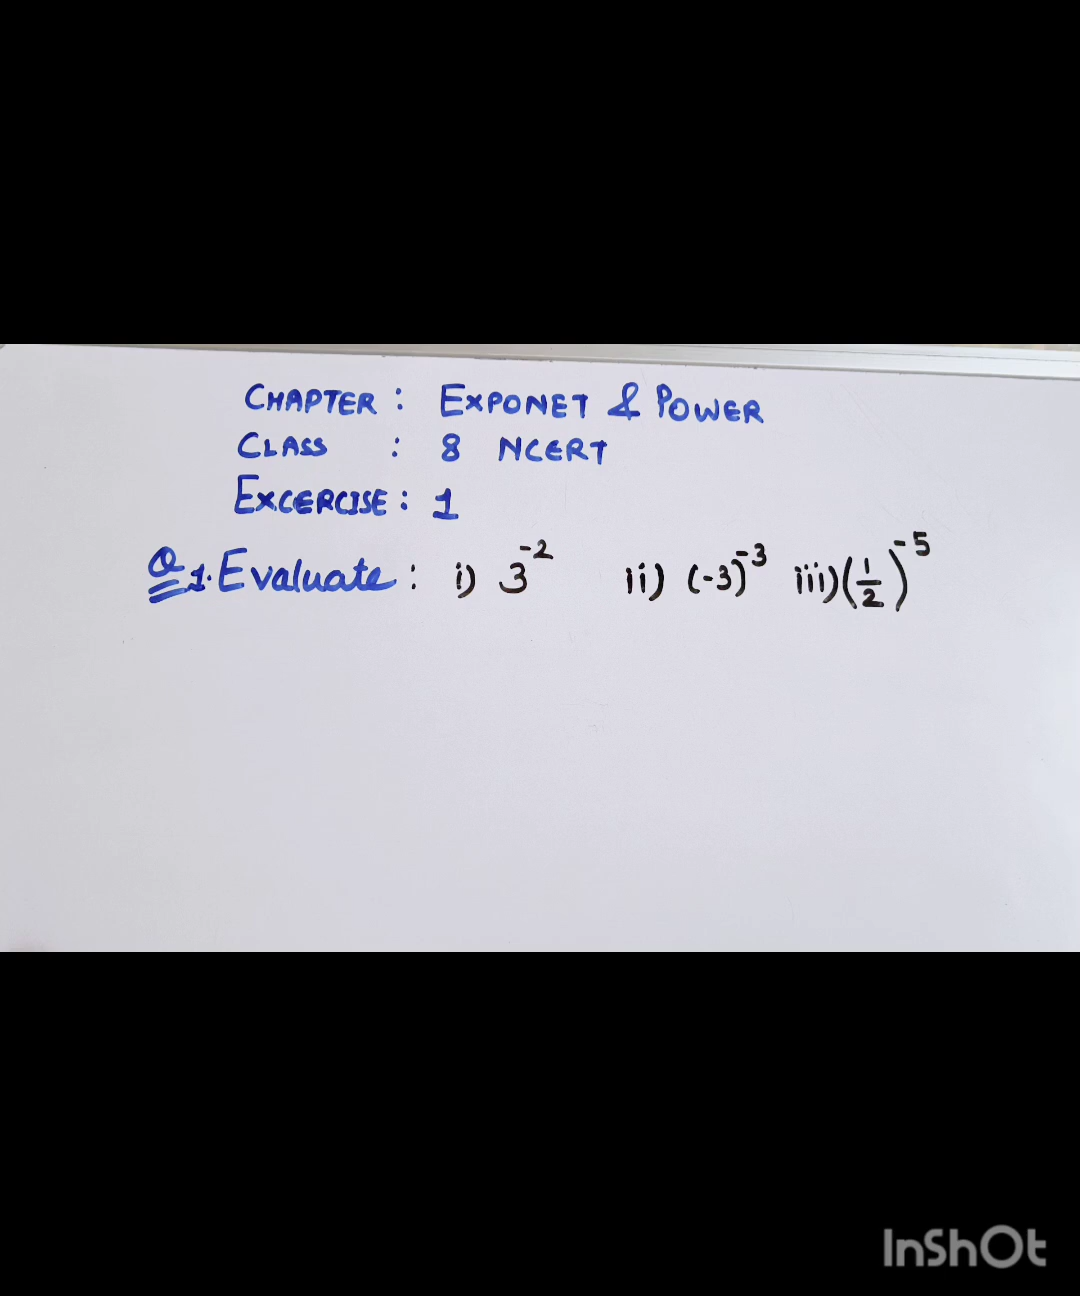 CHAPTER : EXPONET & POWER
CLASS : 8 NCERT
EXCERCISE : 1
Q1. Evaluate : i) 3⁻² ii) (-3)⁻³ iii) (1/2)⁻⁵
InShOt